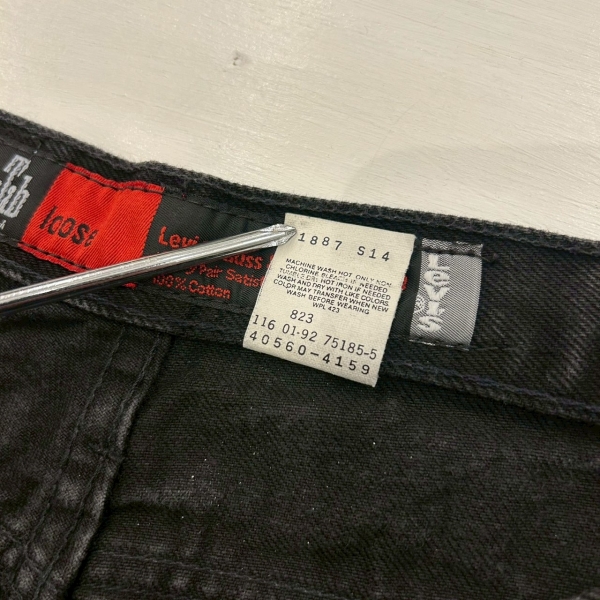 loose
Levi
100% Cotton
1887 S14
MACHINE WASH HOT ONLY NON-
CHLORINE BLEACH IF NEEDED
TUMBLE DRY HOT IRON IF NEEDED
WASH AND DRY WITH LIKE COLORS.
COLOR MAY TRANSFER WHEN NEW
WASH BEFORE WEARING
WPL 423
823
116 01-92 75185-5
40560-4159
LEVI'S